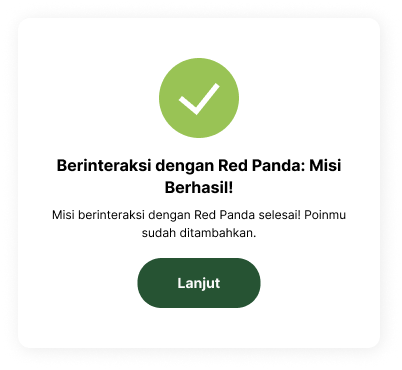 Berinteraksi dengan Red Panda: Misi
Berhasil!
Misi berinteraksi dengan Red Panda selesai! Poinmu
sudah ditambahkan.
Lanjut